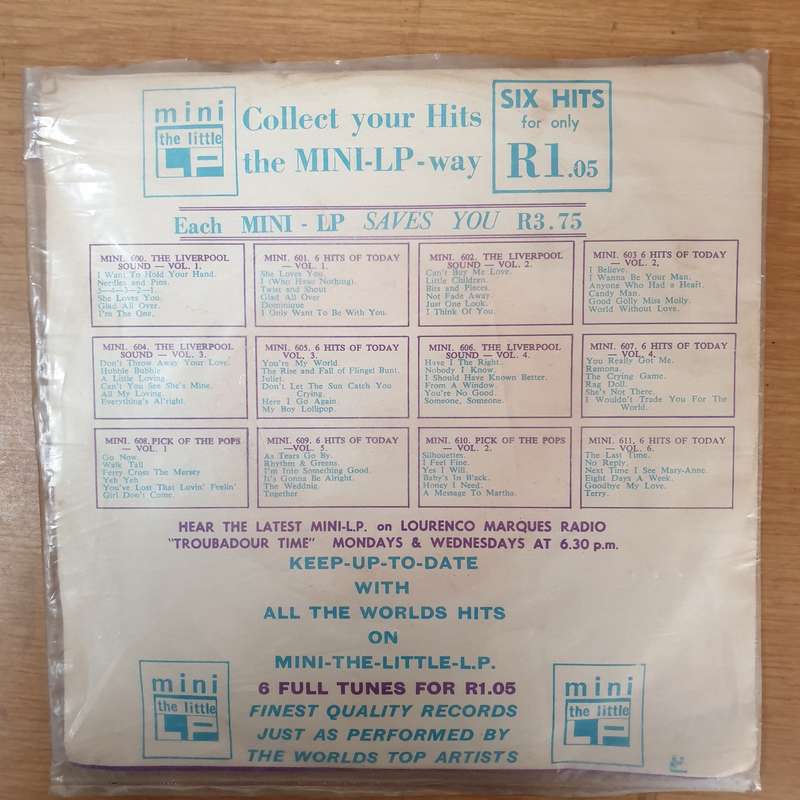 mini
the little
LP
Collect your Hits
the MINI-LP-way
SIX HITS
for only
R1.05
Each MINI - LP SAVES YOU R3.75
MINI. 600. THE LIVERPOOL
SOUND — VOL. 1.
I Want To Hold Your Hand.
Needles and Pins.
5—4—3—2—1.
She Loves You.
Glad All Over.
I'm The One.
MINI. 601. 6 HITS OF TODAY
— VOL. 1.
She Loves You.
I (Who Have Nothing).
Twist and Shout
Glad All Over
Dominique
I Only Want To Be With You.
MINI. 602. THE LIVERPOOL
SOUND — VOL. 2.
Can't Buy Me Love.
Little Children.
Bits and Pieces.
Not Fade Away.
Just One Look.
I Think Of You.
MINI. 603 6 HITS OF TODAY
— VOL. 2,
I Believe.
I Wanna Be Your Man.
Anyone Who Had a Heart.
Candy Man.
Good Golly Miss Molly.
World Without Love.
MINI. 604. THE LIVERPOOL
SOUND — VOL. 3.
Don't Throw Away Your Love.
Hubble Bubble
A Little Loving
Can't You See She's Mine.
All My Loving.
Everything's Al'right.
MINI. 605. 6 HITS OF TODAY
VOL. 3.
You're My World.
The Rise and Fall of Flingel Bunt.
Juliet.
Don't Let The Sun Catch You
Crying.
Here I Go Again.
My Boy Lollipop.
MINI. 606. THE LIVERPOOL
SOUND — VOL. 4.
Have I The Right.
Nobody I Know.
I Should Have Known Better.
From A Window.
You're No Good.
Someone, Someone.
MINI. 607. 6 HITS OF TODAY
— VOL. 4.
You Really Got Me.
Ramona.
The Crying Game.
Rag Doll.
She's Not There.
I Wouldn't Trade You For The
World.
MINI. 608. PICK OF THE POPS
— VOL. 1
Go Now.
Walk Tall
Ferry Cross The Mersey
Yeh Yeh
You've Lost That Lovin' Feelin'
Girl Don't Come.
MINI. 609. 6 HITS OF TODAY
—VOL. 5.
As Tears Go By.
Rhythm & Greens.
I'm Into Something Good.
It's Gonna Be Alright.
The Weddnig.
Together
MINI. 610. PICK OF THE POPS
— VOL. 2.
Silhouettes.
I Feel Fine.
Yes I Will.
Baby's In B'ack.
Honey I Need.
A Message To Martha.
MINI. 611. 6 HITS OF TODAY
— VOL. 6.
The Last Time.
No Reply.
Next Time I See Mary-Anne.
Eight Days A Week.
Goodbye My Love.
Terry.
HEAR THE LATEST MINI-L.P. on LOURENCO MARQUES RADIO
"TROUBADOUR TIME" MONDAYS & WEDNESDAYS AT 6.30 p.m.
KEEP-UP-TO-DATE
WITH
ALL THE WORLDS HITS
ON
MINI-THE-LITTLE-L.P.
6 FULL TUNES FOR R1.05
FINEST QUALITY RECORDS
JUST AS PERFORMED BY
THE WORLDS TOP ARTISTS
mini
the little
LP
mini
the little
LP